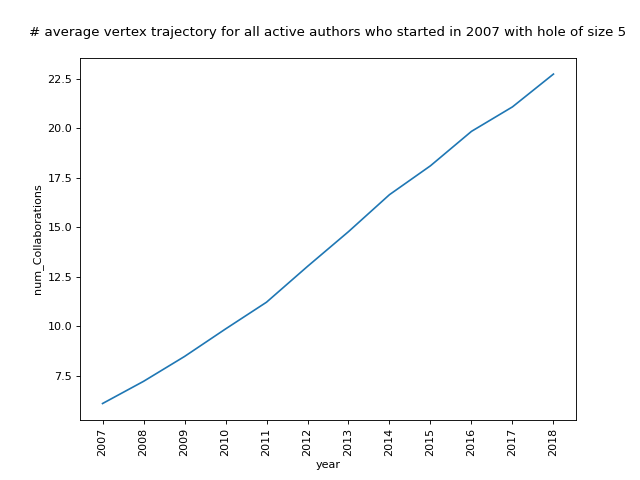 # average vertex trajectory for all active authors who started in 2007 with hole of size 5
22.5
20.0
17.5
15.0
12.5
10.0
7.5
num_Collaborations
2007 2008 2009 2010 2011 2012 2013 2014 2015 2016 2017 2018
year